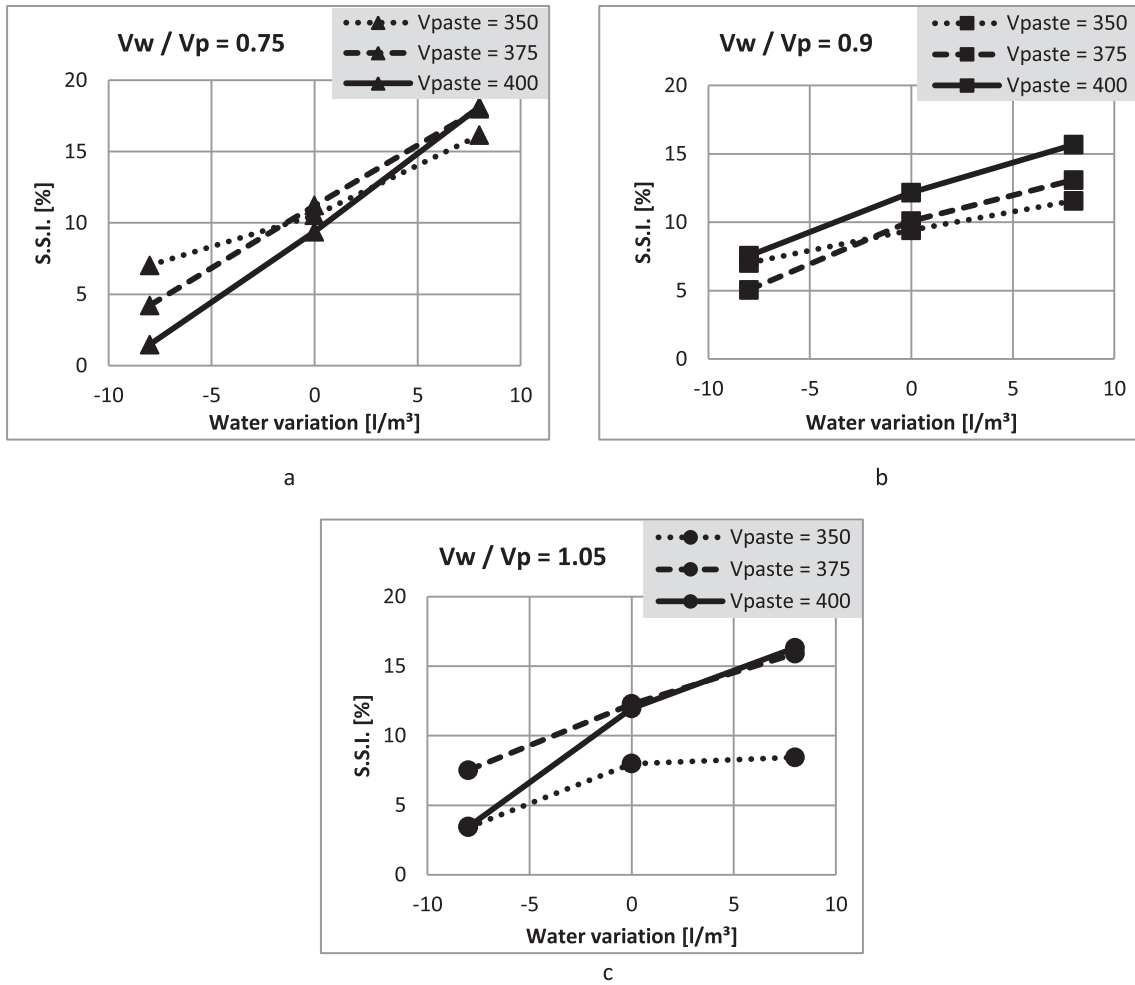 Vw / Vp = 0.75
Vpaste = 350
Vpaste = 375
Vpaste = 400
20
15
10
5
0
S.S.I. [%]
-10 -5 0 5 10
Water variation [l/m³]
a
Vw / Vp = 0.9
Vpaste = 350
Vpaste = 375
Vpaste = 400
20
15
10
5
0
S.S.I. [%]
-10 -5 0 5 10
Water variation [l/m³]
b
Vw / Vp = 1.05
Vpaste = 350
Vpaste = 375
Vpaste = 400
20
15
10
5
0
S.S.I. [%]
-10 -5 0 5 10
Water variation [l/m³]
c